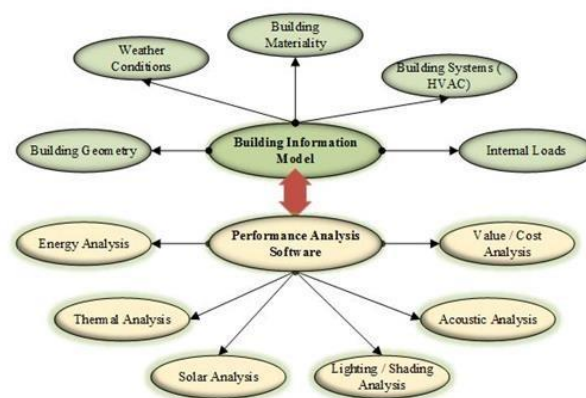 Building
Materiality
Weather
Conditions
Building Systems (
HVAC)
Building Geometry
Building Information
Model
Internal Loads
Energy Analysis
Performance Analysis
Software
Value / Cost
Analysis
Thermal Analysis
Acoustic Analysis
Solar Analysis
Lighting / Shading
Analysis